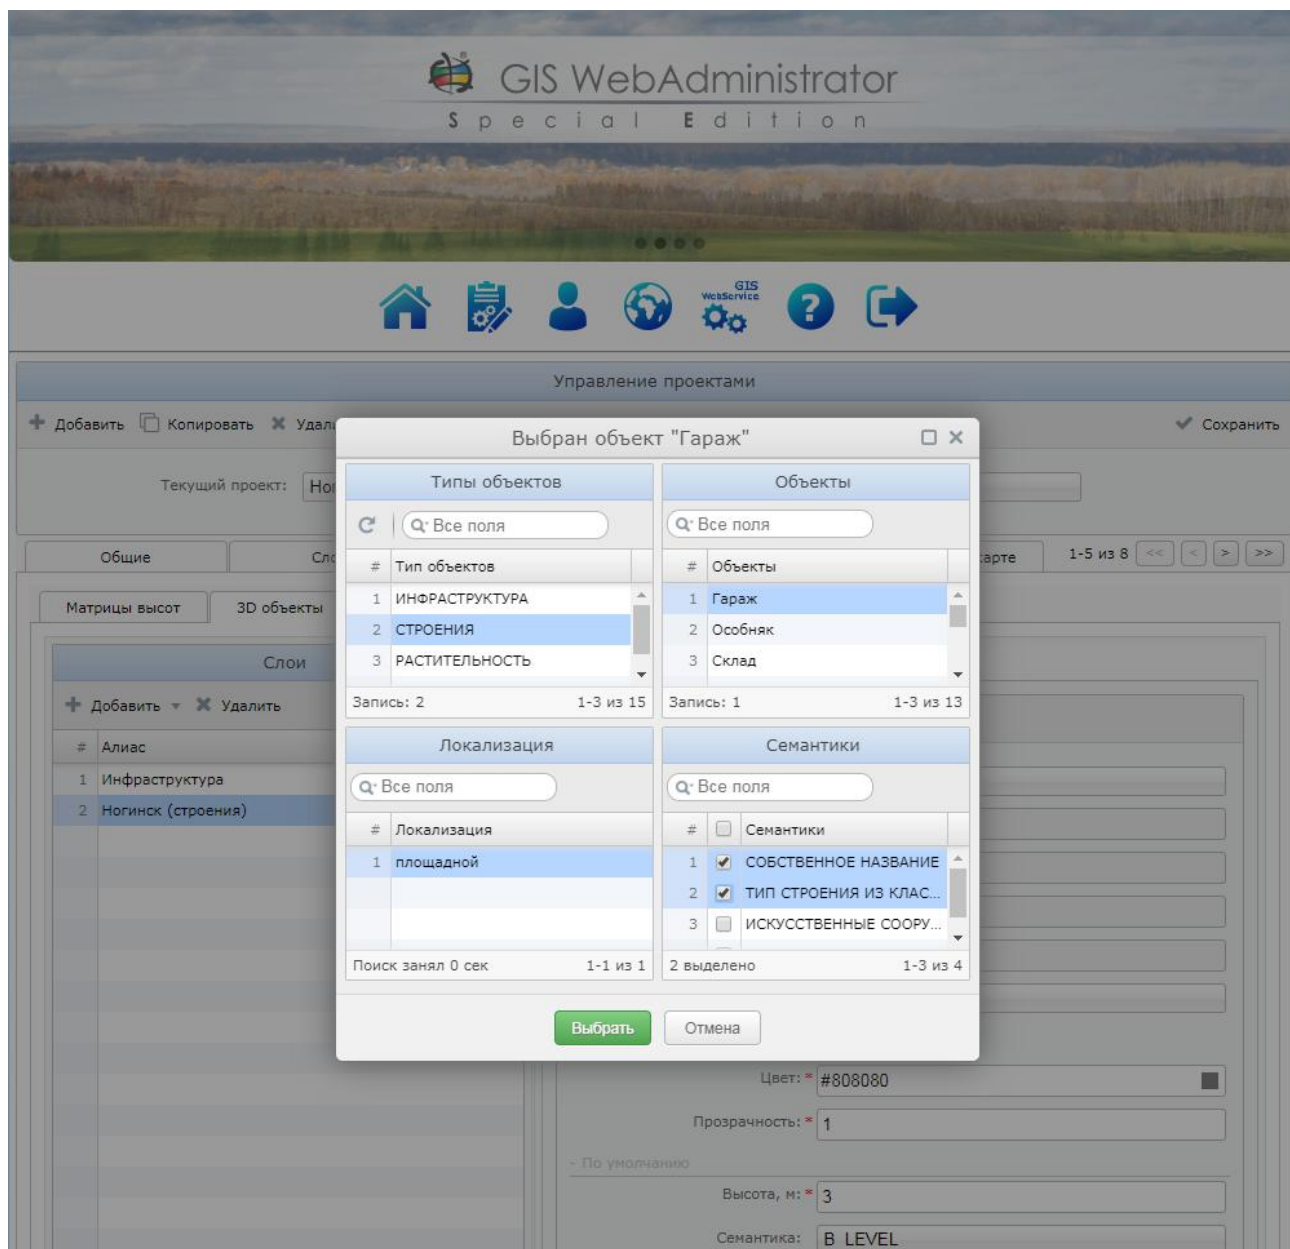 GIS WebAdministrator
Special Edition
GIS
WebService
Управление проектами
Добавить Копировать Удал
Сохранить
Выбран объект "Гараж"
Текущий проект: Но
Типы объектов
Объекты
Все поля
Все поля
Общие
Сло
карте
1-5 из 8 << < > >>
# Тип объектов
# Объекты
1 ИНФРАСТРУКТУРА
1 Гараж
Матрицы высот
3D объекты
2 СТРОЕНИЯ
2 Особняк
3 РАСТИТЕЛЬНОСТЬ
3 Склад
Слои
Запись: 2 1-3 из 15
Запись: 1 1-3 из 13
Добавить Удалить
Локализация
Семантики
# Алиас
1 Инфраструктура
2 Ногинск (строения)
Все поля
Все поля
# Локализация
# Семантики
1 площадной
1 СОБСТВЕННОЕ НАЗВАНИЕ
2 ТИП СТРОЕНИЯ ИЗ КЛАС...
3 ИСКУССТВЕННЫЕ СООРУ...
Поиск занял 0 сек 1-1 из 1
2 выделено 1-3 из 4
Выбрать
Отмена
Цвет: * #808080
Прозрачность: * 1
- По умолчанию
Высота, м: * 3
Семантика: B_LEVEL